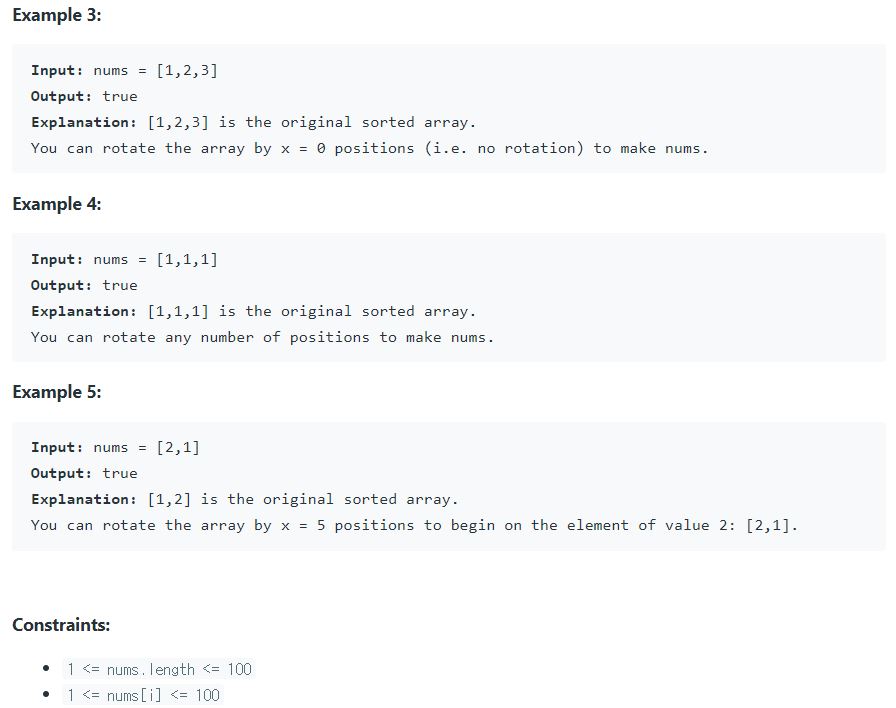 Example 3:
Input: nums = [1,2,3]
Output: true
Explanation: [1,2,3] is the original sorted array.
You can rotate the array by x = 0 positions (i.e. no rotation) to make nums.
Example 4:
Input: nums = [1,1,1]
Output: true
Explanation: [1,1,1] is the original sorted array.
You can rotate any number of positions to make nums.
Example 5:
Input: nums = [2,1]
Output: true
Explanation: [1,2] is the original sorted array.
You can rotate the array by x = 5 positions to begin on the element of value 2: [2,1].
Constraints:
• 1 <= nums.length <= 100
• 1 <= nums[i] <= 100